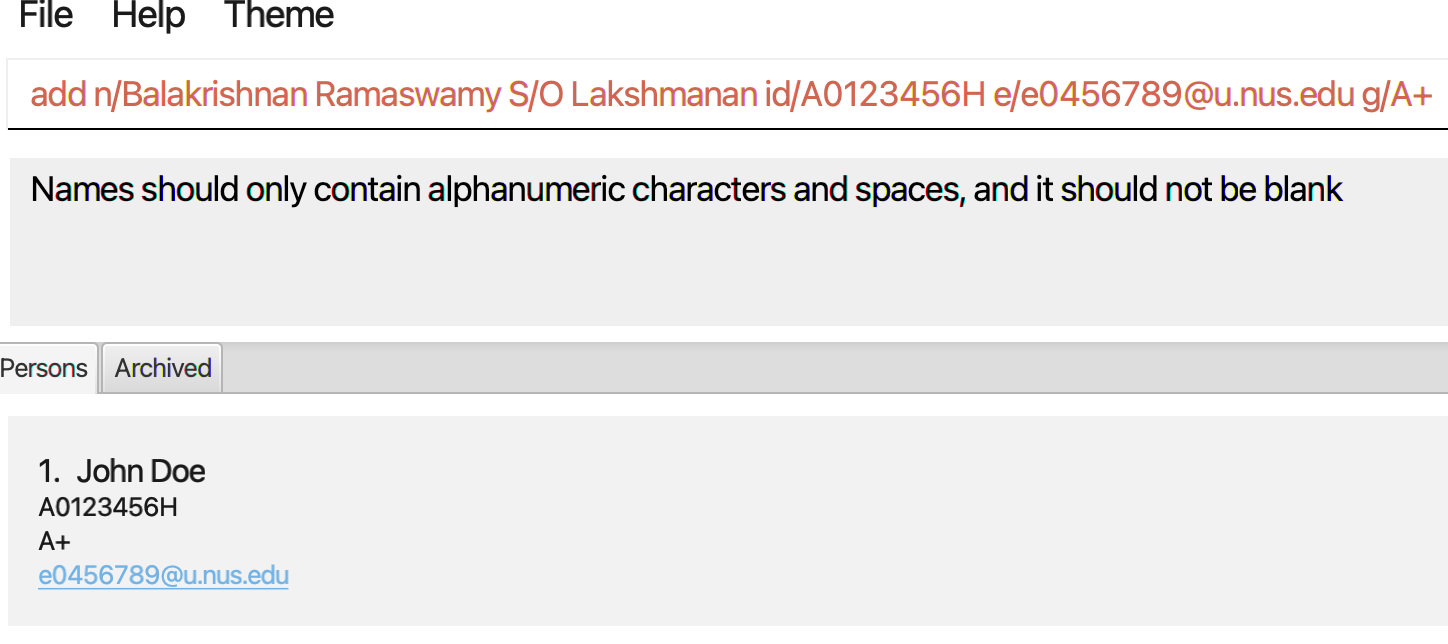 File Help Theme
add n/Balakrishnan Ramaswamy S/O Lakshmanan id/A0123456H e/e0456789@u.nus.edu g/A+
Names should only contain alphanumeric characters and spaces, and it should not be blank
Persons Archived
1. John Doe
A0123456H
A+
e0456789@u.nus.edu